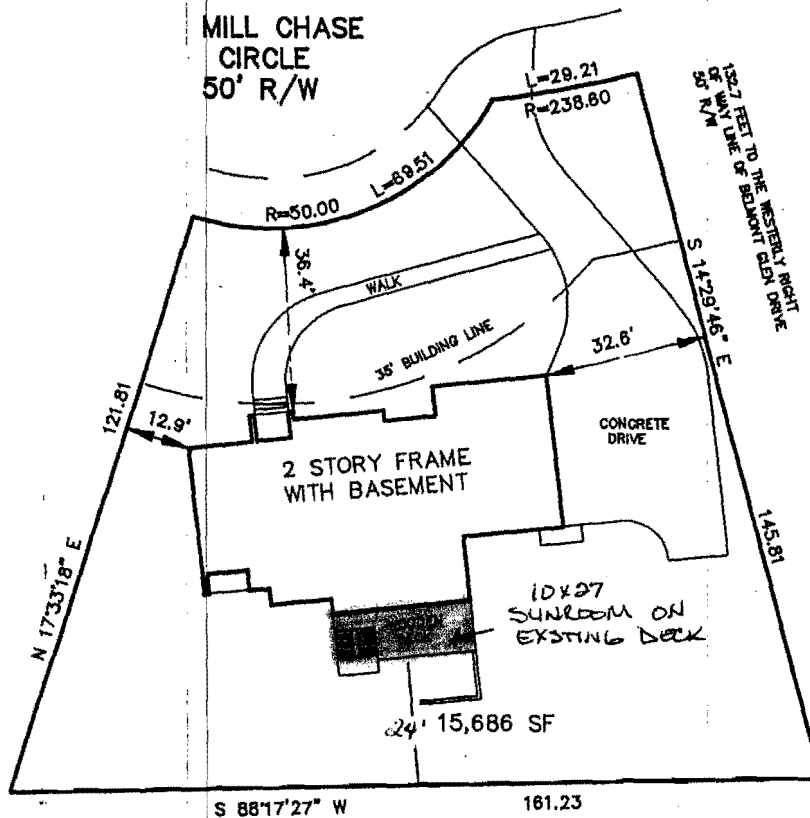 MILL CHASE
CIRCLE
50' R/W
L=29.21
R=238.60
132.7 FEET TO THE WESTERLY RIGHT
OF WAY LINE OF BELMONT GLEN DRIVE
50' R/W
R=50.00
L=69.51
36.4'
WALK
35' BUILDING LINE
S 14°29'46" E
32.6'
121.81
12.9'
CONCRETE
DRIVE
2 STORY FRAME
WITH BASEMENT
145.81
N 17°33'18" E
10x27
SUNROOM ON
EXSTING DECK
24' 15,686 SF
S 86°17'27" W
161.23